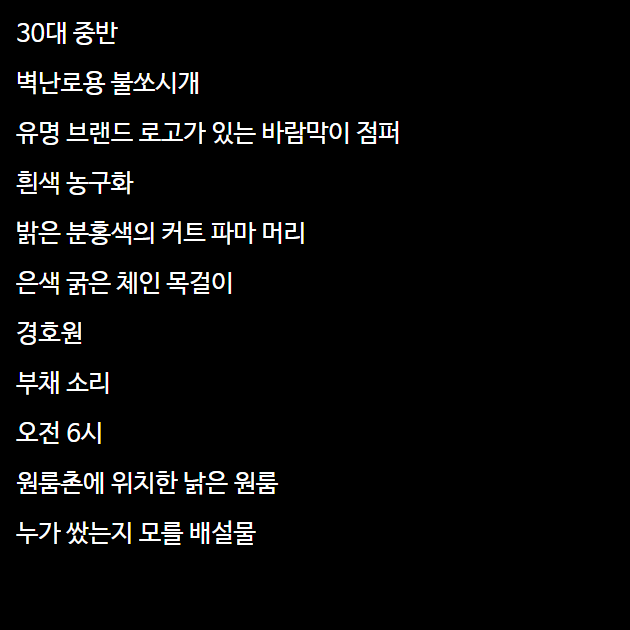 30대 중반
벽난로용 불쏘시개
유명 브랜드 로고가 있는 바람막이 점퍼
흰색 농구화
밝은 분홍색의 커트 파마 머리
은색 굵은 체인 목걸이
경호원
부채 소리
오전 6시
원룸촌에 위치한 낡은 원룸
누가 쌌는지 모를 배설물